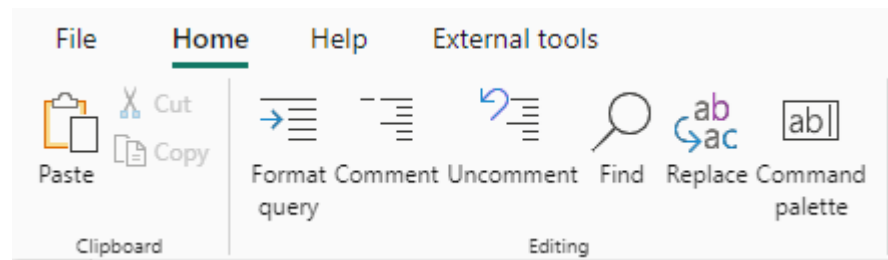 File Home Help External tools
Cut
Copy
Paste
ab
ac
ab
Format query
Comment
Uncomment
Find
Replace
Command palette
Clipboard
Editing